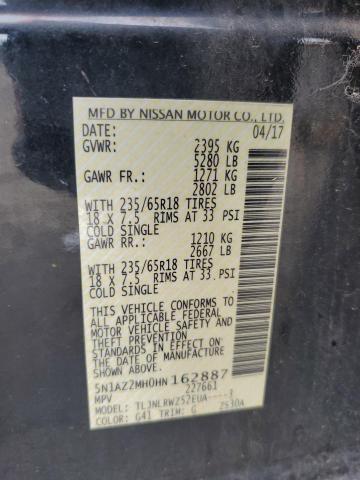 MFD BY NISSAN MOTOR CO., LTD.
DATE: 04/17
GVWR: 2395 KG
5280 LB
GAWR FR.: 1271 KG
2802 LB
WITH 235/65R18 TIRES
18 X 7.5 RIMS AT 33 PSI
COLD SINGLE
GAWR RR.: 1210 KG
2667 LB
WITH 235/65R18 TIRES
18 X 7.5 RIMS AT 33 PSI
COLD SINGLE
THIS VEHICLE CONFORMS TO
ALL APPLICABLE FEDERAL
MOTOR VEHICLE SAFETY AND
THEFT PREVENTION
STANDARDS IN EFFECT ON THE
DATE OF MANUFACTURE
SHOWN ABOVE.
5N1AZ2MH0HN162887
MPV 227661
TLJNLRWZ52EUA----J
COLOR: G41 TRIM: G Z530A